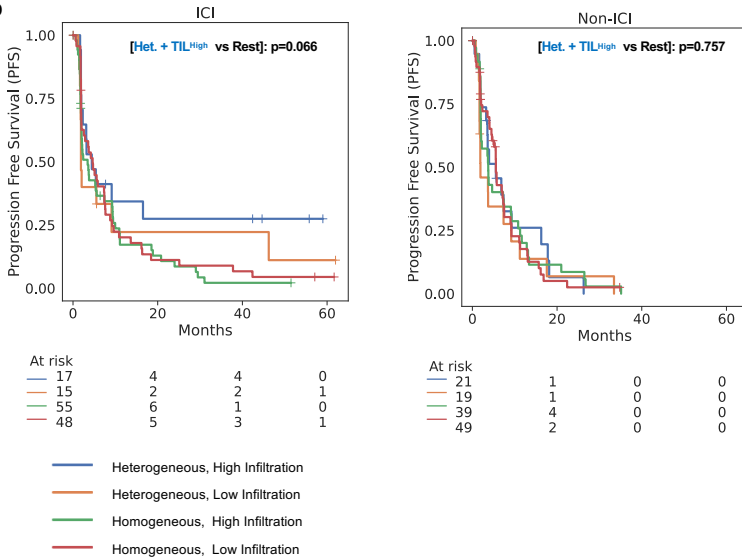 ICI
[Het. + TILHigh vs Rest]: p=0.066
Progression Free Survival (PFS)
1.00
0.75
0.50
0.25
0.00
0 20 40 60
Months
At risk
17 4 4 0
15 2 2 1
55 6 1 0
48 5 3 1
Non-ICI
[Het. + TILHigh vs Rest]: p=0.757
Progression Free Survival (PFS)
1.00
0.75
0.50
0.25
0.00
0 20 40 60
Months
At risk
21 1 0 0
19 1 0 0
39 4 0 0
49 2 0 0
Heterogeneous, High Infiltration
Heterogeneous, Low Infiltration
Homogeneous, High Infiltration
Homogeneous, Low Infiltration